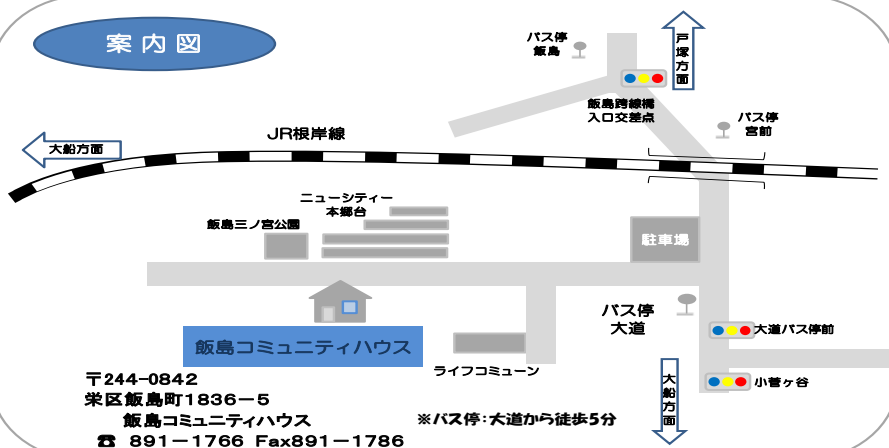 案内図
バス停
飯島
戸塚方面
飯島跨線橋
入口交差点
バス停
宮前
JR根岸線
大船方面
ニューシティー
本郷台
飯島三ノ宮公園
駐車場
バス停
大道
大道バス停前
飯島コミュニティハウス
ライフコミューン
大船方面
小菅ヶ谷
〒244-0842
栄区飯島町1836－5
飯島コミュニティハウス
※バス停：大道から徒歩5分
☎ 891－1766 Fax891－1786